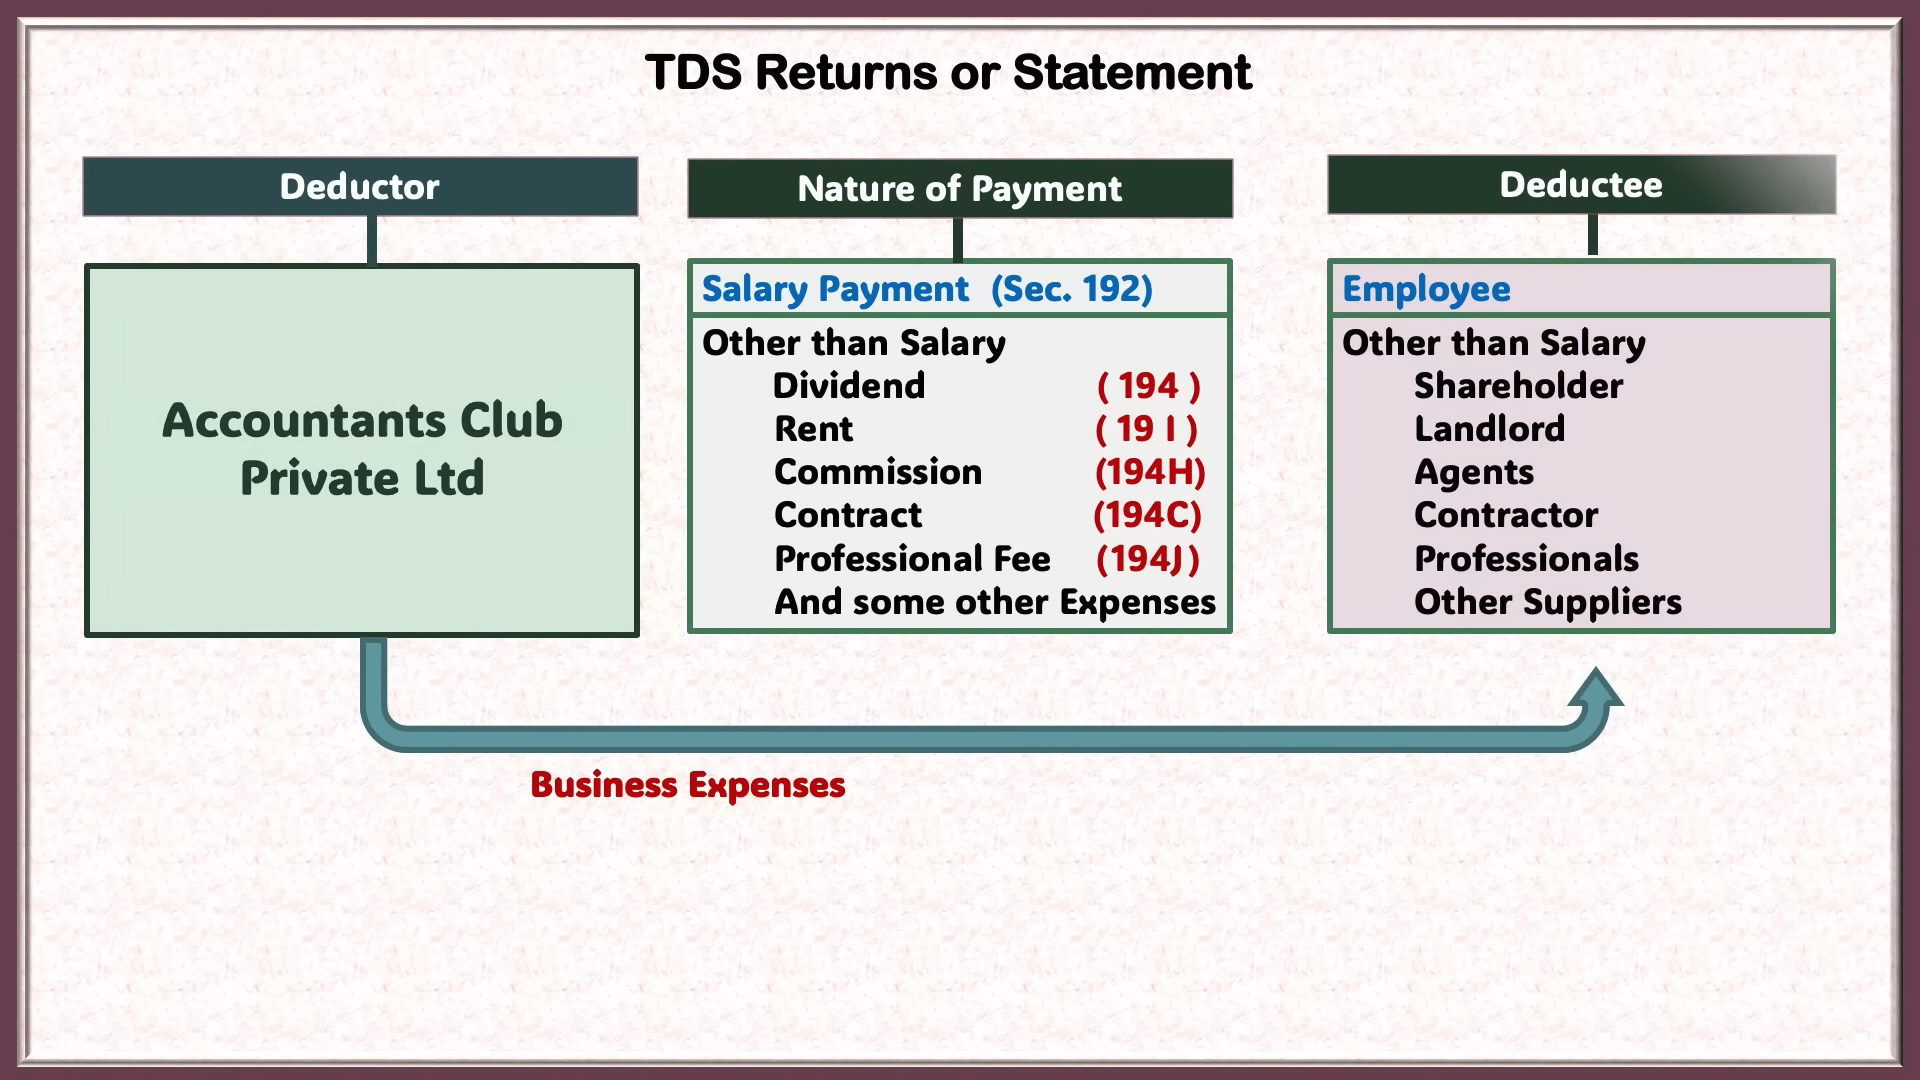 TDS Returns or Statement
Deductor
Accountants Club
Private Ltd
Nature of Payment
Salary Payment (Sec. 192)
Other than Salary
Dividend ( 194 )
Rent ( 19 I )
Commission (194H)
Contract (194C)
Professional Fee (194J)
And some other Expenses
Deductee
Employee
Other than Salary
Shareholder
Landlord
Agents
Contractor
Professionals
Other Suppliers
Business Expenses